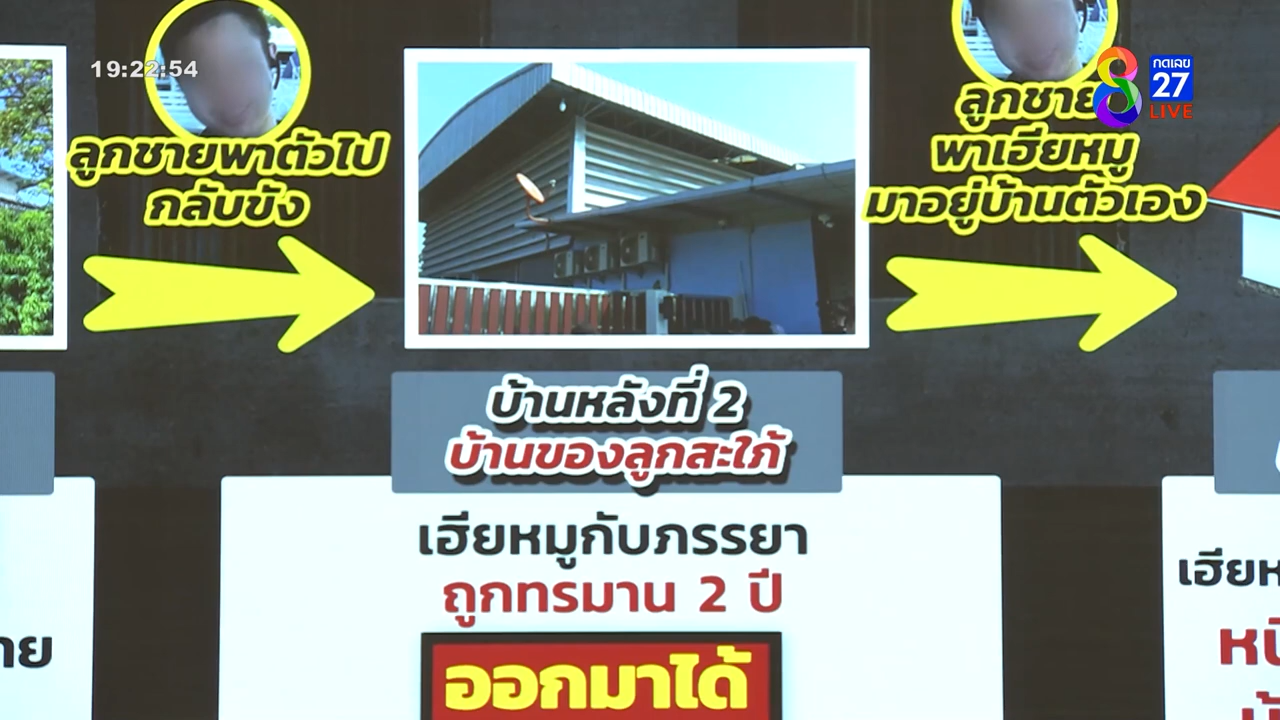 19:22:54
กดเลข
8
27
LIVE
ลูกชายพาตัวไป
กลับขัง
ลูกชาย
พาเฮียหมู
มาอยู่บ้านตัวเอง
บ้านหลังที่ 2
บ้านของลูกสะใภ้
เฮียหมูกับภรรยา
ถูกทรมาน 2 ปี
ออกมาได้